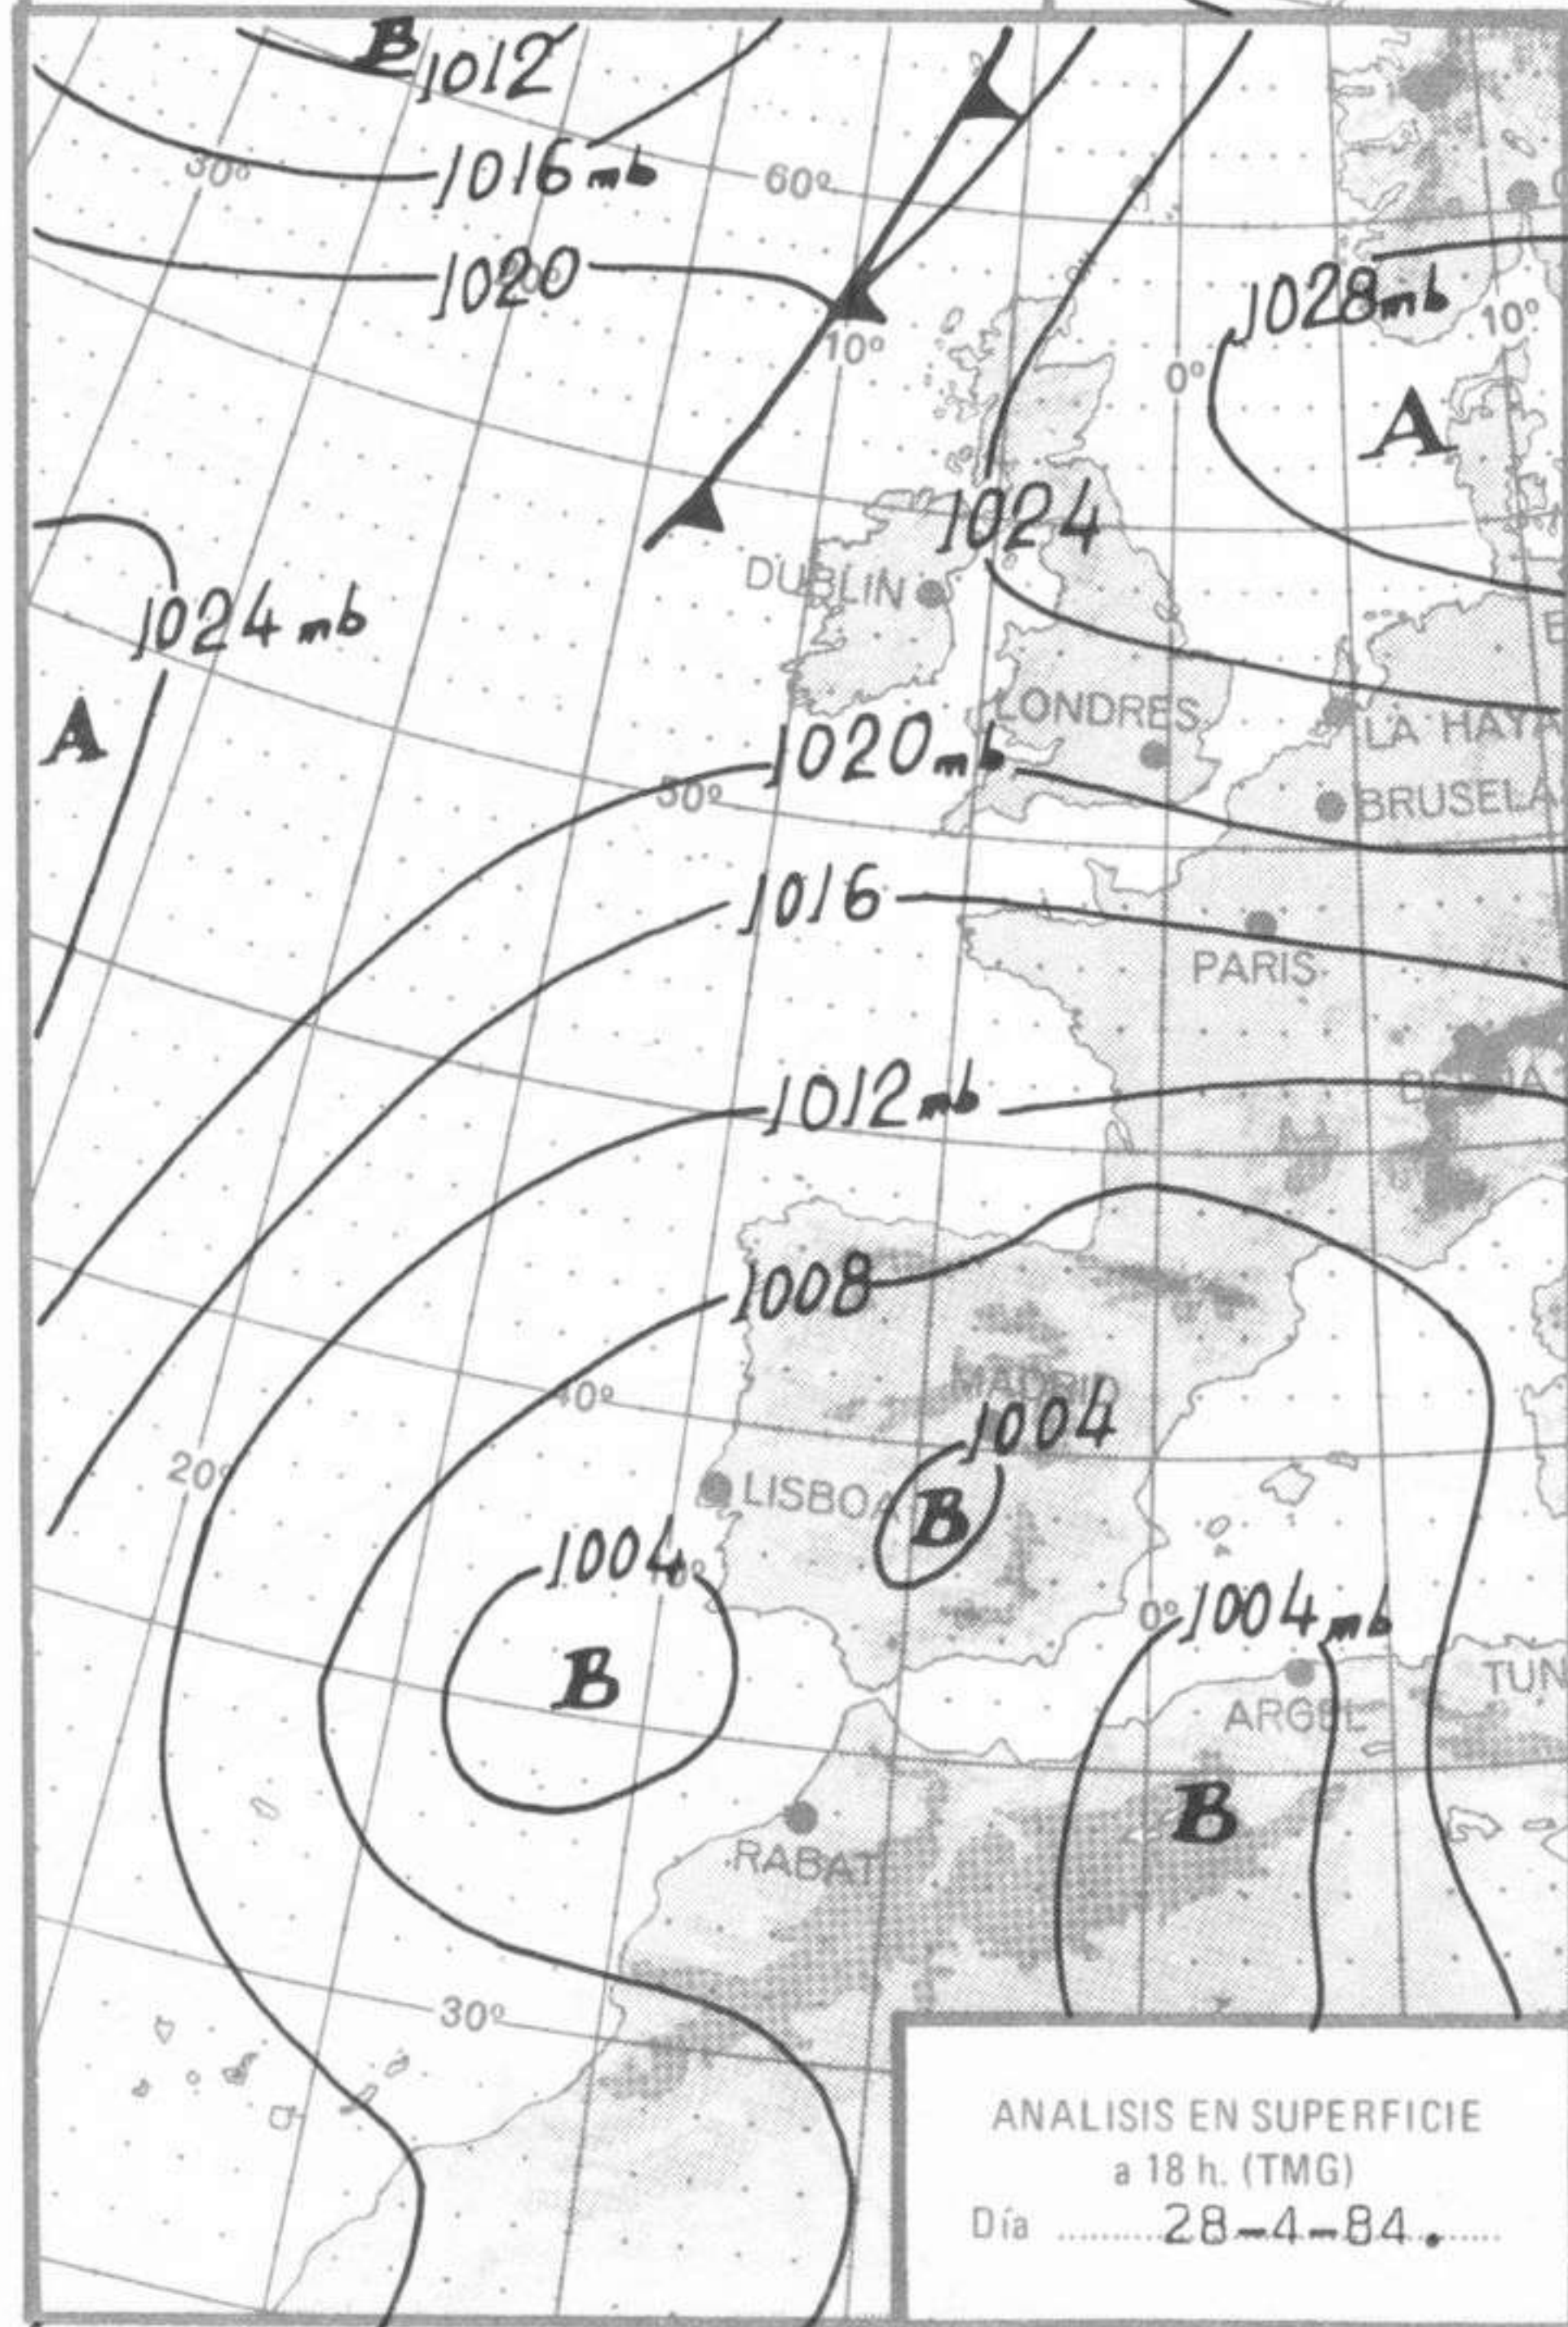 B 1012
1016 mb
30º
60º
1020
1028 mb
10º
10º
0º
A
1024
DUBLIN
1024 mb
A
LONDRES
LA HAYA
1020 mb
50º
BRUSELA
1016
PARIS
1012 mb
1008
MADRID
40º
1004
20º
LISBOA
B
1004
0º
1004 mb
B
ARGEL
TUN
B
RABAT
30º
ANALISIS EN SUPERFICIE
a 18 h. (TMG)
Día 28-4-84.